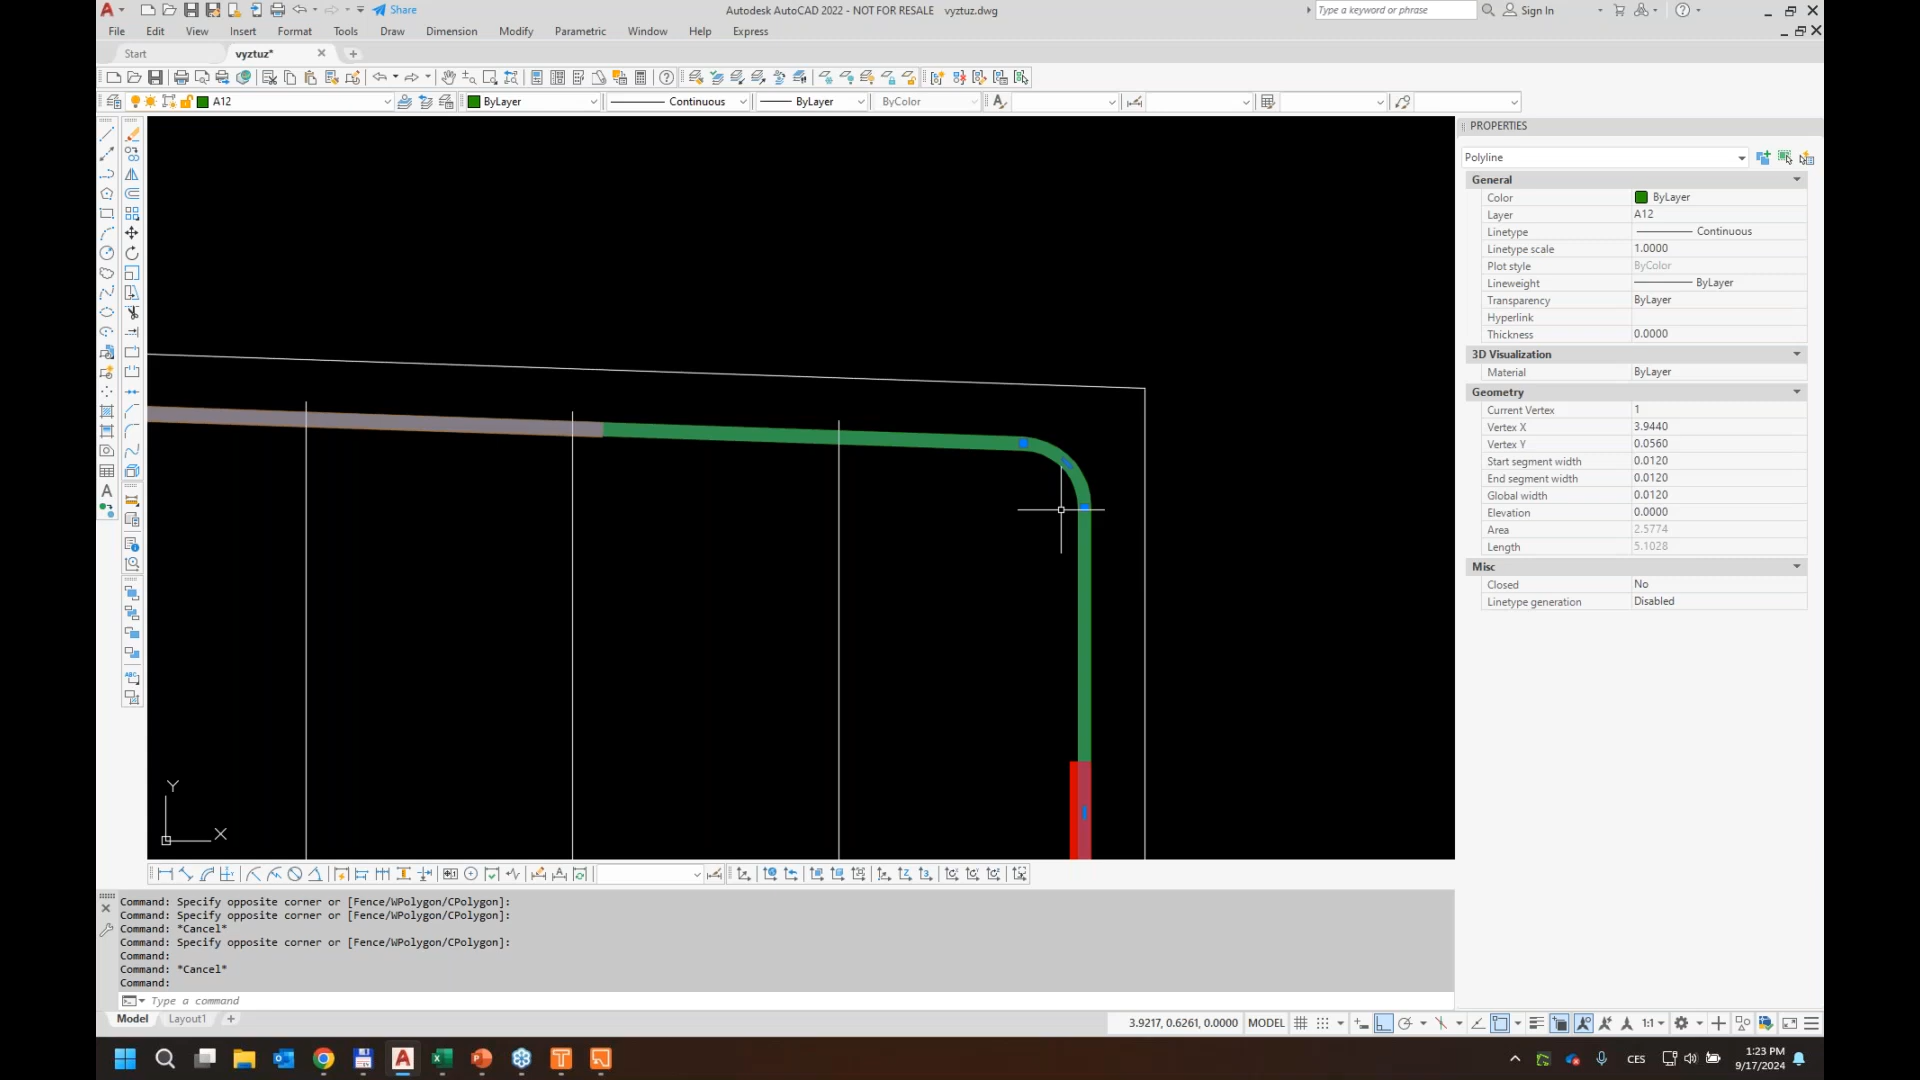 Share
Autodesk AutoCAD 2022 - NOT FOR RESALE vyztuz.dwg
Type a keyword or phrase
Sign In
File Edit View Insert Format Tools Draw Dimension Modify Parametric Window Help Express
Start
vyztuz*
A12
ByLayer
Continuous
ByLayer
ByColor
PROPERTIES
Polyline
General
Color ByLayer
Layer A12
Linetype Continuous
Linetype scale 1.0000
Plot style ByColor
Lineweight ByLayer
Transparency ByLayer
Hyperlink
Thickness 0.0000
3D Visualization
Material ByLayer
Geometry
Current Vertex 1
Vertex X 3.9440
Vertex Y 0.0560
Start segment width 0.0120
End segment width 0.0120
Global width 0.0120
Elevation 0.0000
Area 2.5774
Length 5.1028
Misc
Closed No
Linetype generation Disabled
Y
X
Command: Specify opposite corner or [Fence/WPolygon/CPolygon]:
Command: Specify opposite corner or [Fence/WPolygon/CPolygon]:
Command: *Cancel*
Command: Specify opposite corner or [Fence/WPolygon/CPolygon]:
Command:
Command: *Cancel*
Command:
Type a command
Model Layout1
3.9217, 0.6261, 0.0000 MODEL
1:1
CES
1:23 PM
9/17/2024